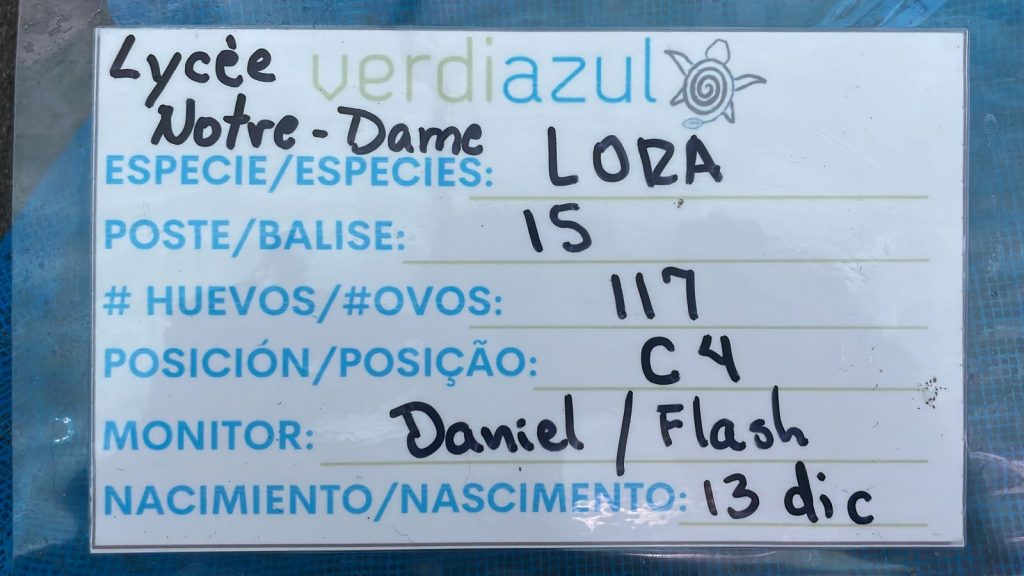 Lycèe
verdiazul
Notre-Dame
ESPECIE/ESPECIES: LORA
POSTE/BALISE: 15
# HUEVOS/#OVOS: 117
POSICIÓN/POSIÇÃO: C4
MONITOR: Daniel / Flash
NACIMIENTO/NASCIMENTO: 13 dic